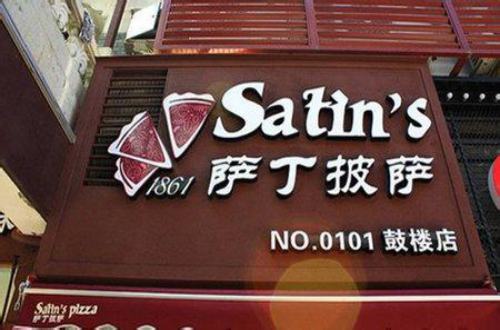 Satin's
1861
萨丁披萨
NO.0101 鼓楼店
Satin's pizza
萨丁披萨